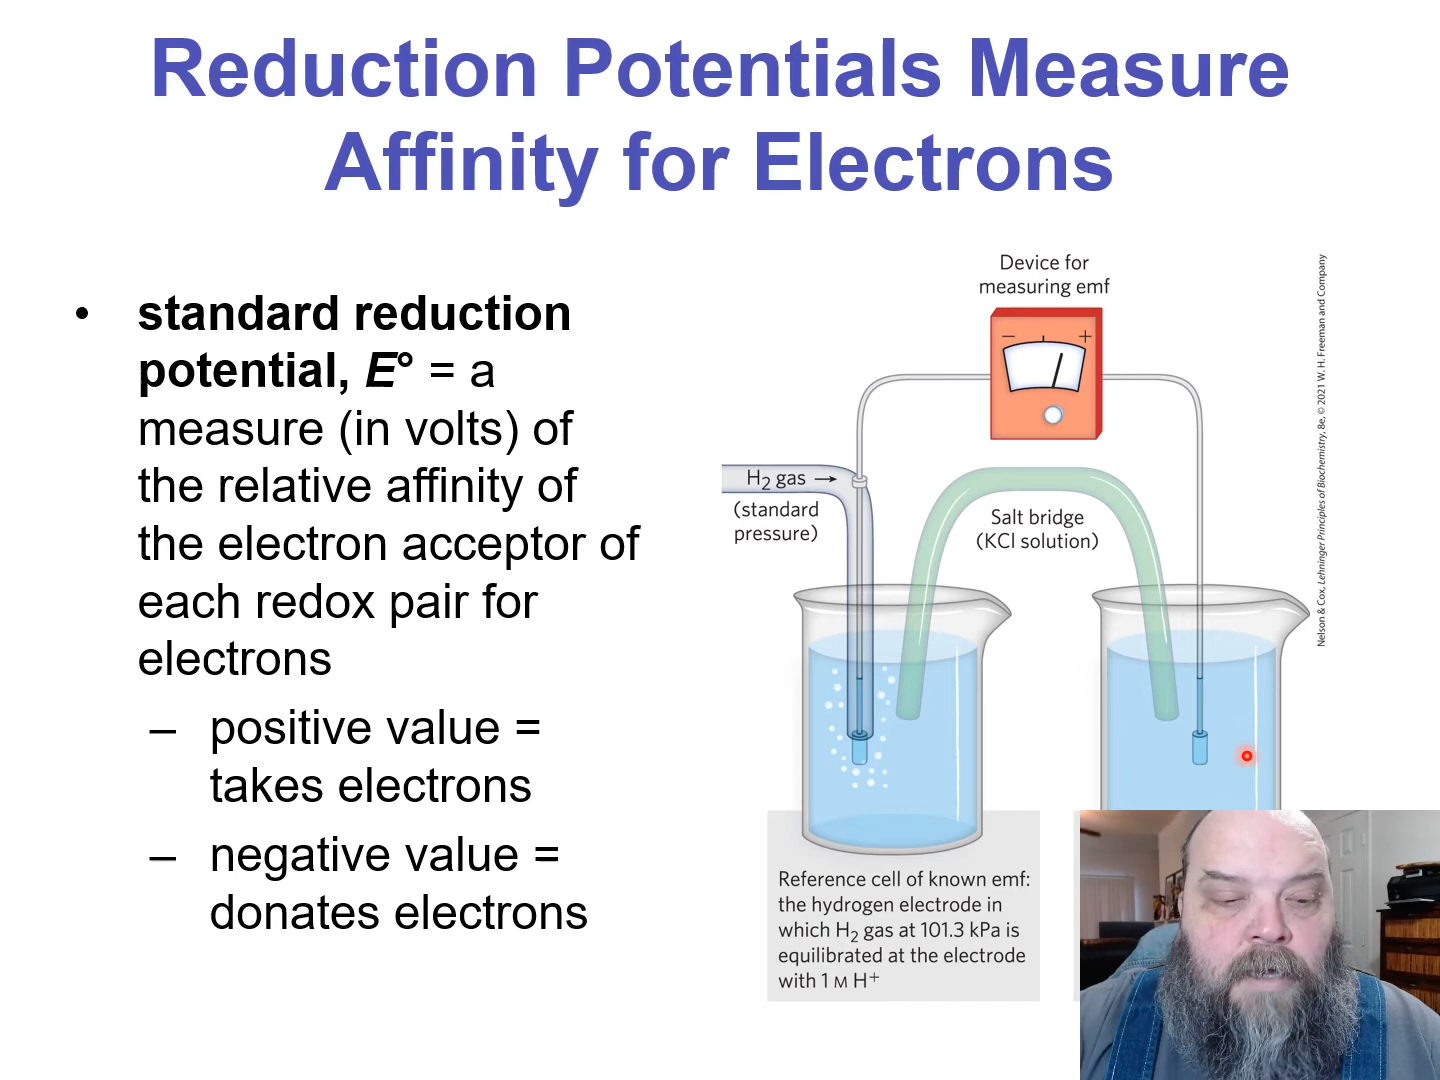 Reduction Potentials Measure
Affinity for Electrons
• standard reduction
potential, E° = a
measure (in volts) of
the relative affinity of
the electron acceptor of
each redox pair for
electrons
– positive value =
takes electrons
– negative value =
donates electrons
Device for
measuring emf
− +
H₂ gas →
(standard
pressure)
Salt bridge
(KCl solution)
Reference cell of known emf:
the hydrogen electrode in
which H₂ gas at 101.3 kPa is
equilibrated at the electrode
with 1 M H⁺
Nelson & Cox, Lehninger Principles of Biochemistry, 8e, © 2021 W. H. Freeman and Company